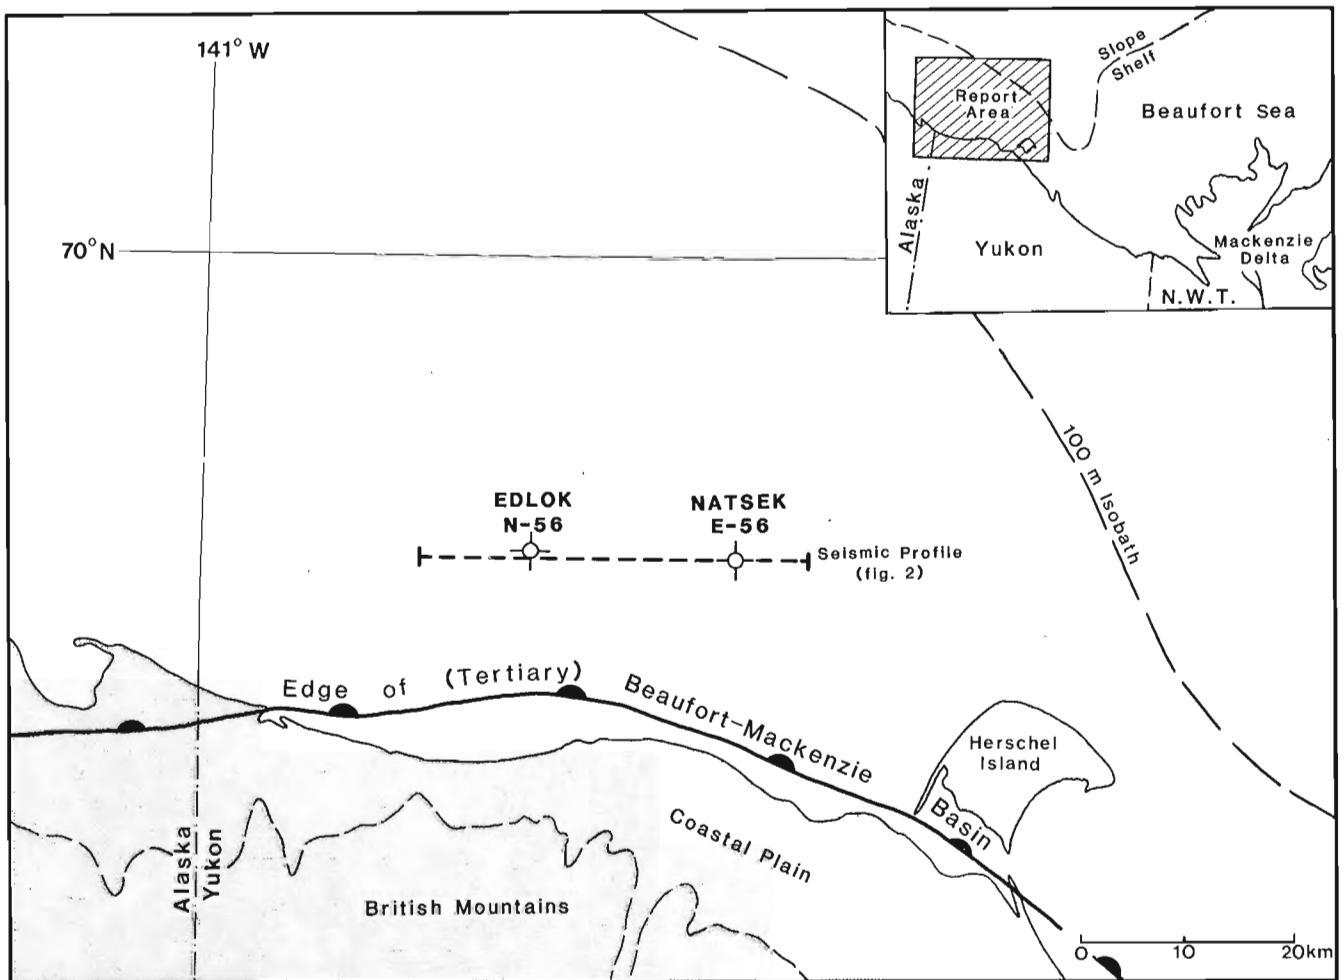 141° W
70°N
Slope
Shelf
Report
Area
Beaufort Sea
Alaska
Yukon
Mackenzie
Delta
N.W.T.
100 m Isobath
EDLOK
N-56
NATSEK
E-56
Seismic Profile
(fig. 2)
Edge of (Tertiary) Beaufort-Mackenzie Basin
Herschel
Island
Coastal Plain
Alaska
Yukon
British Mountains
0 10 20km